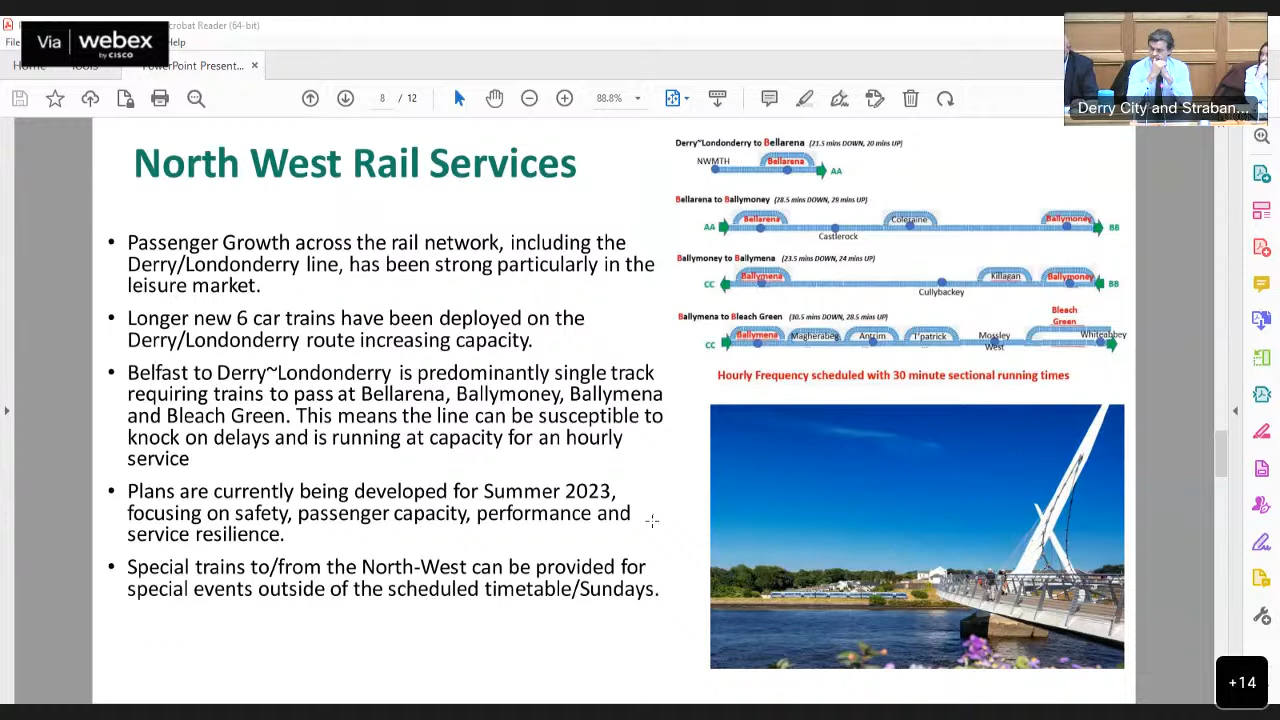 Via webex
by CISCO
crobat Reader (64-bit)
File
Help
Home
Tools
PowerPoint Present... ×
8 / 12
88.8%
Derry City and Straban...
North West Rail Services
• Passenger Growth across the rail network, including the
Derry/Londonderry line, has been strong particularly in the
leisure market.
• Longer new 6 car trains have been deployed on the
Derry/Londonderry route increasing capacity.
• Belfast to Derry~Londonderry is predominantly single track
requiring trains to pass at Bellarena, Ballymoney, Ballymena
and Bleach Green. This means the line can be susceptible to
knock on delays and is running at capacity for an hourly
service
• Plans are currently being developed for Summer 2023,
focusing on safety, passenger capacity, performance and
service resilience.
• Special trains to/from the North-West can be provided for
special events outside of the scheduled timetable/Sundays.
Derry~Londonderry to Bellarena (21.5 mins DOWN, 20 mins UP)
NWMTH Bellarena AA
Bellarena to Ballymoney (28.5 mins DOWN, 29 mins UP)
AA Bellarena Castlerock Coleraine Ballymoney BB
Ballymoney to Ballymena (23.5 mins DOWN, 24 mins UP)
CC Ballymena Cullybackey Killagan Ballymoney BB
Ballymena to Bleach Green (30.5 mins DOWN, 28.5 mins UP)
Bleach
Green
CC Ballymena Magherabeg Antrim T'patrick Mossley Whiteabbey
West
Hourly Frequency scheduled with 30 minute sectional running times
+14